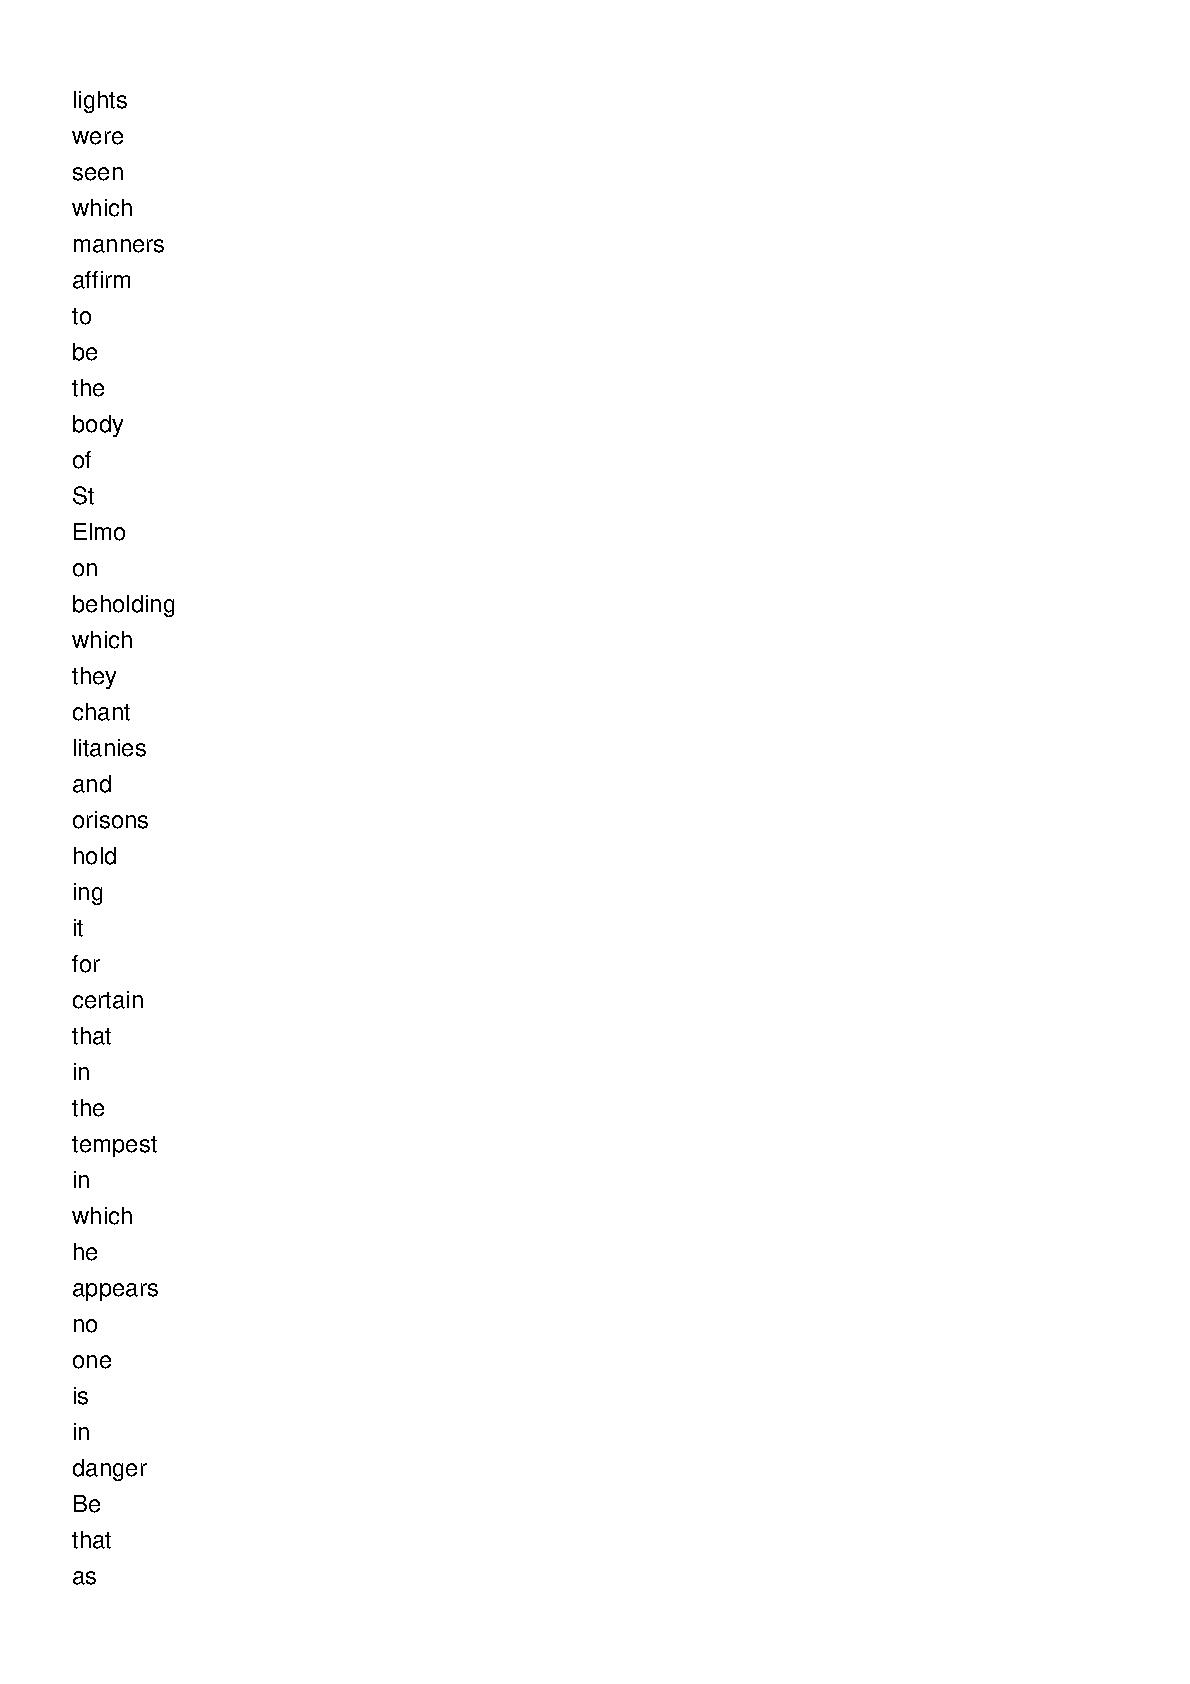 lights
were
seen
which
manners
affirm
to
be
the
body
of
St
Elmo
on
beholding
which
they
chant
litanies
and
orisons
hold
ing
it
for
certain
that
in
the
tempest
in
which
he
appears
no
one
is
in
danger
Be
that
as